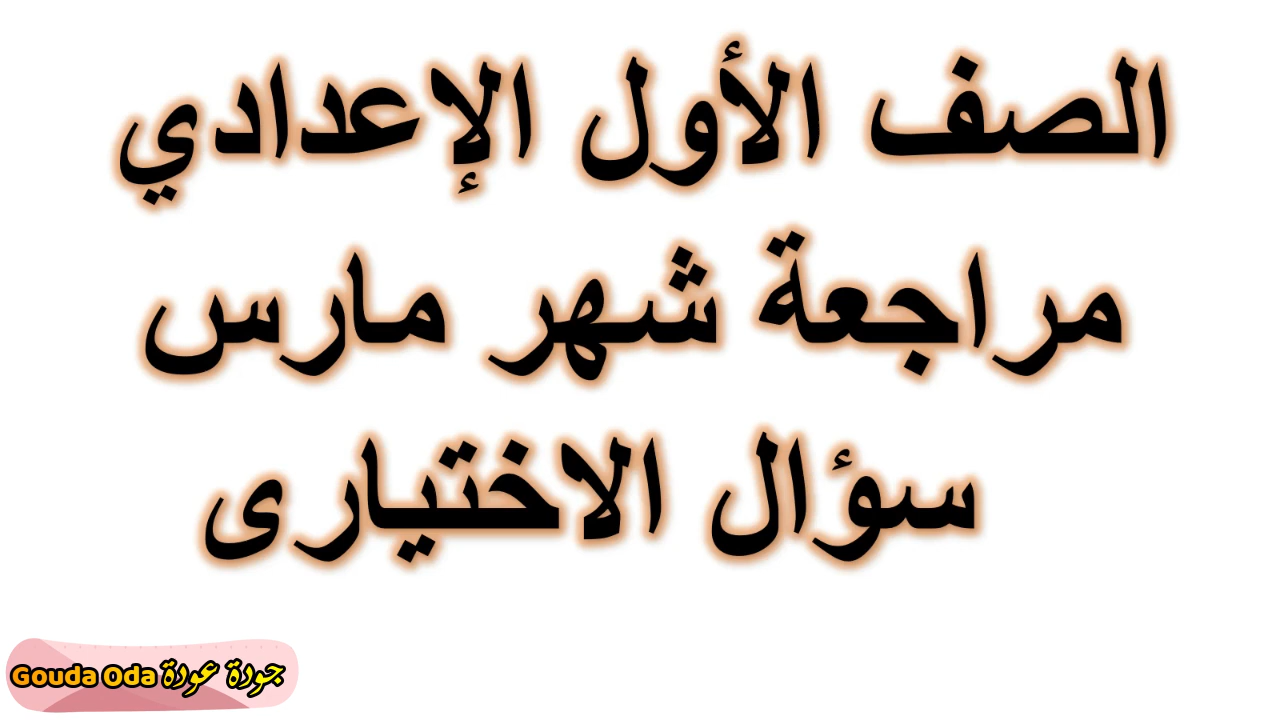 الصف الأول الإعدادي
مراجعة شهر مارس
سؤال الاختيارى
Gouda Oda جودة عودة